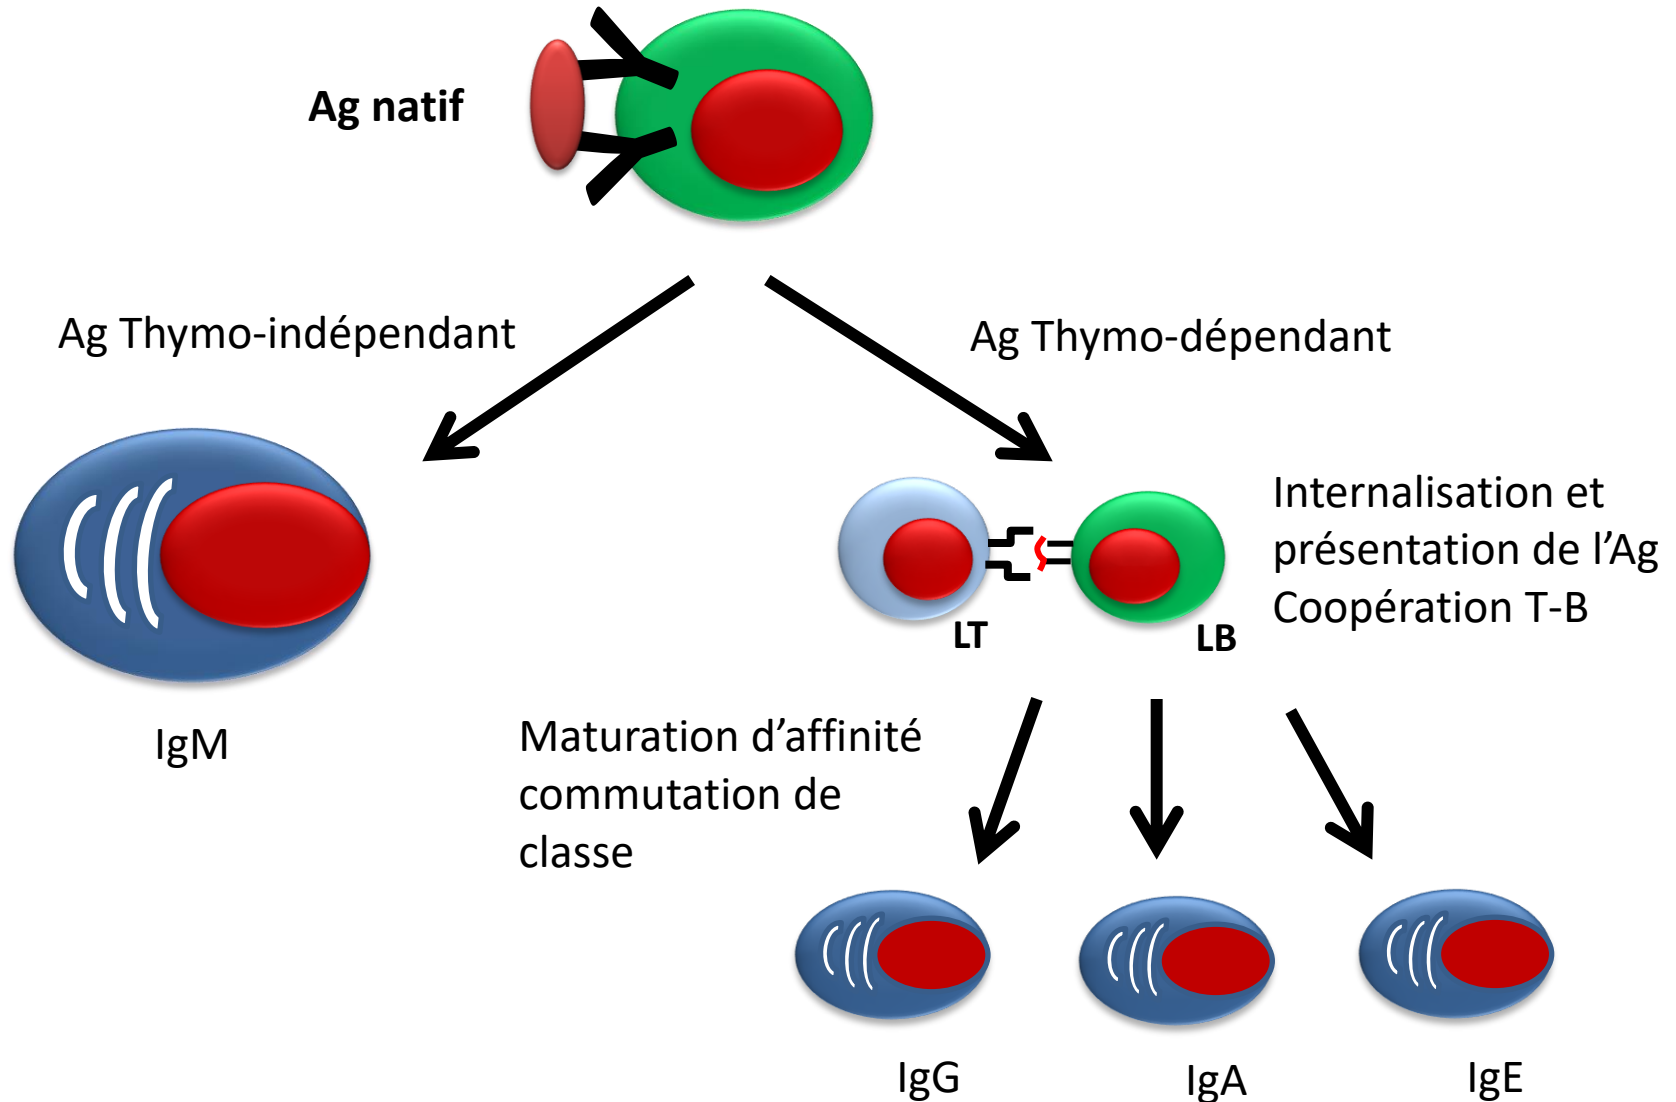 Ag natif
Ag Thymo-indépendant
Ag Thymo-dépendant
Internalisation et
présentation de l’Ag
Coopération T-B
LT
LB
IgM
Maturation d’affinité
commutation de
classe
IgG
IgA
IgE